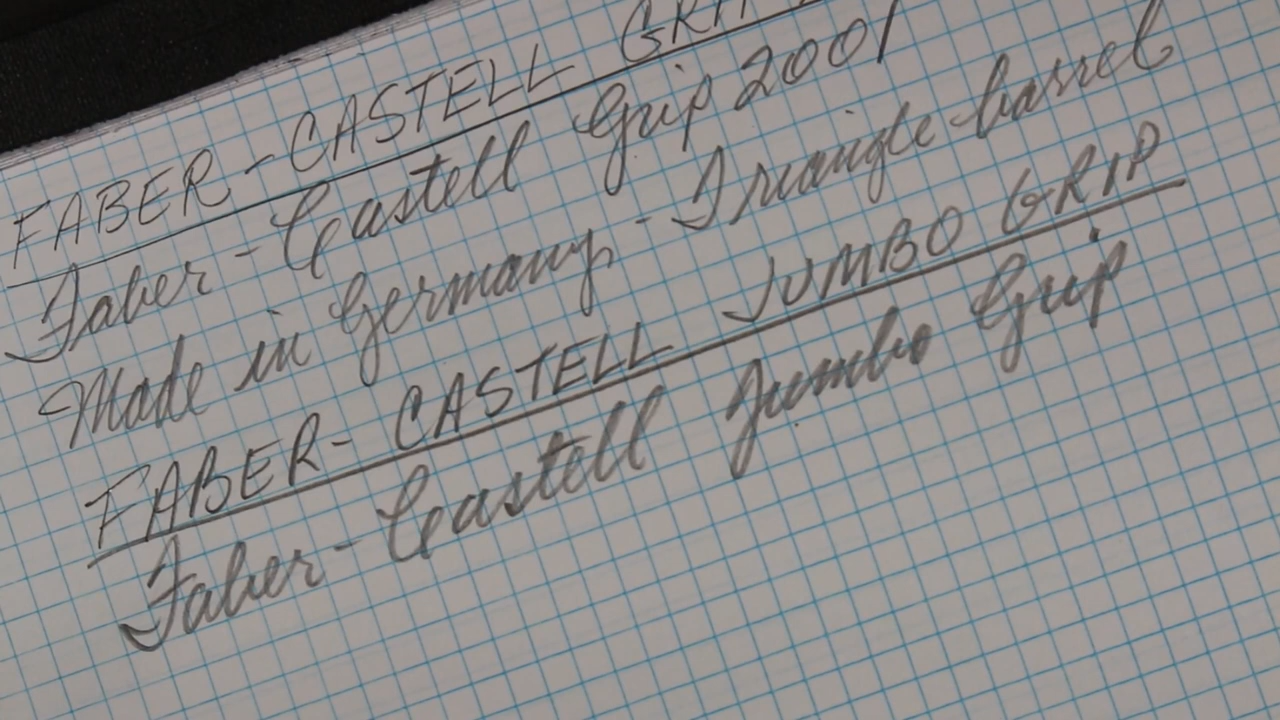 FABER-CASTELL GRIP
Faber-Castell Grip 2001
Made in Germany - Triangle barrel
FABER-CASTELL JUMBO GRIP
Faber-Castell Jumbo Grip